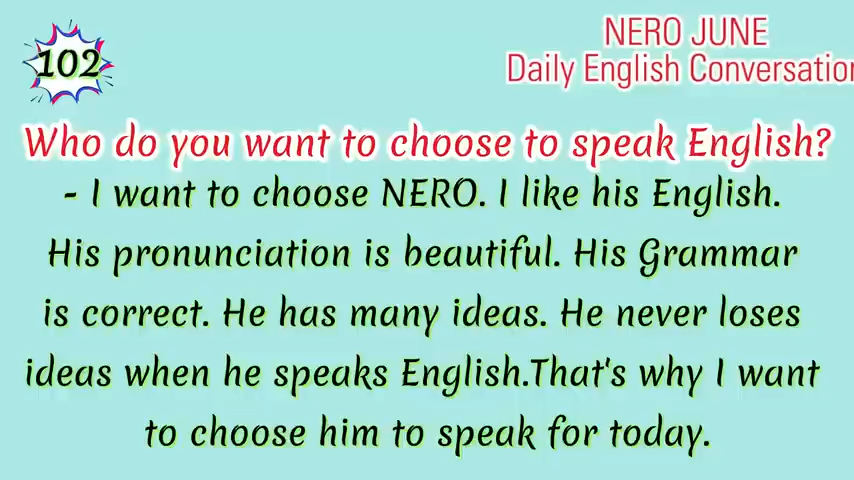 102
NERO JUNE
Daily English Conversation
Who do you want to choose to speak English?
- I want to choose NERO. I like his English.
His pronunciation is beautiful. His Grammar
is correct. He has many ideas. He never loses
ideas when he speaks English.That's why I want
to choose him to speak for today.